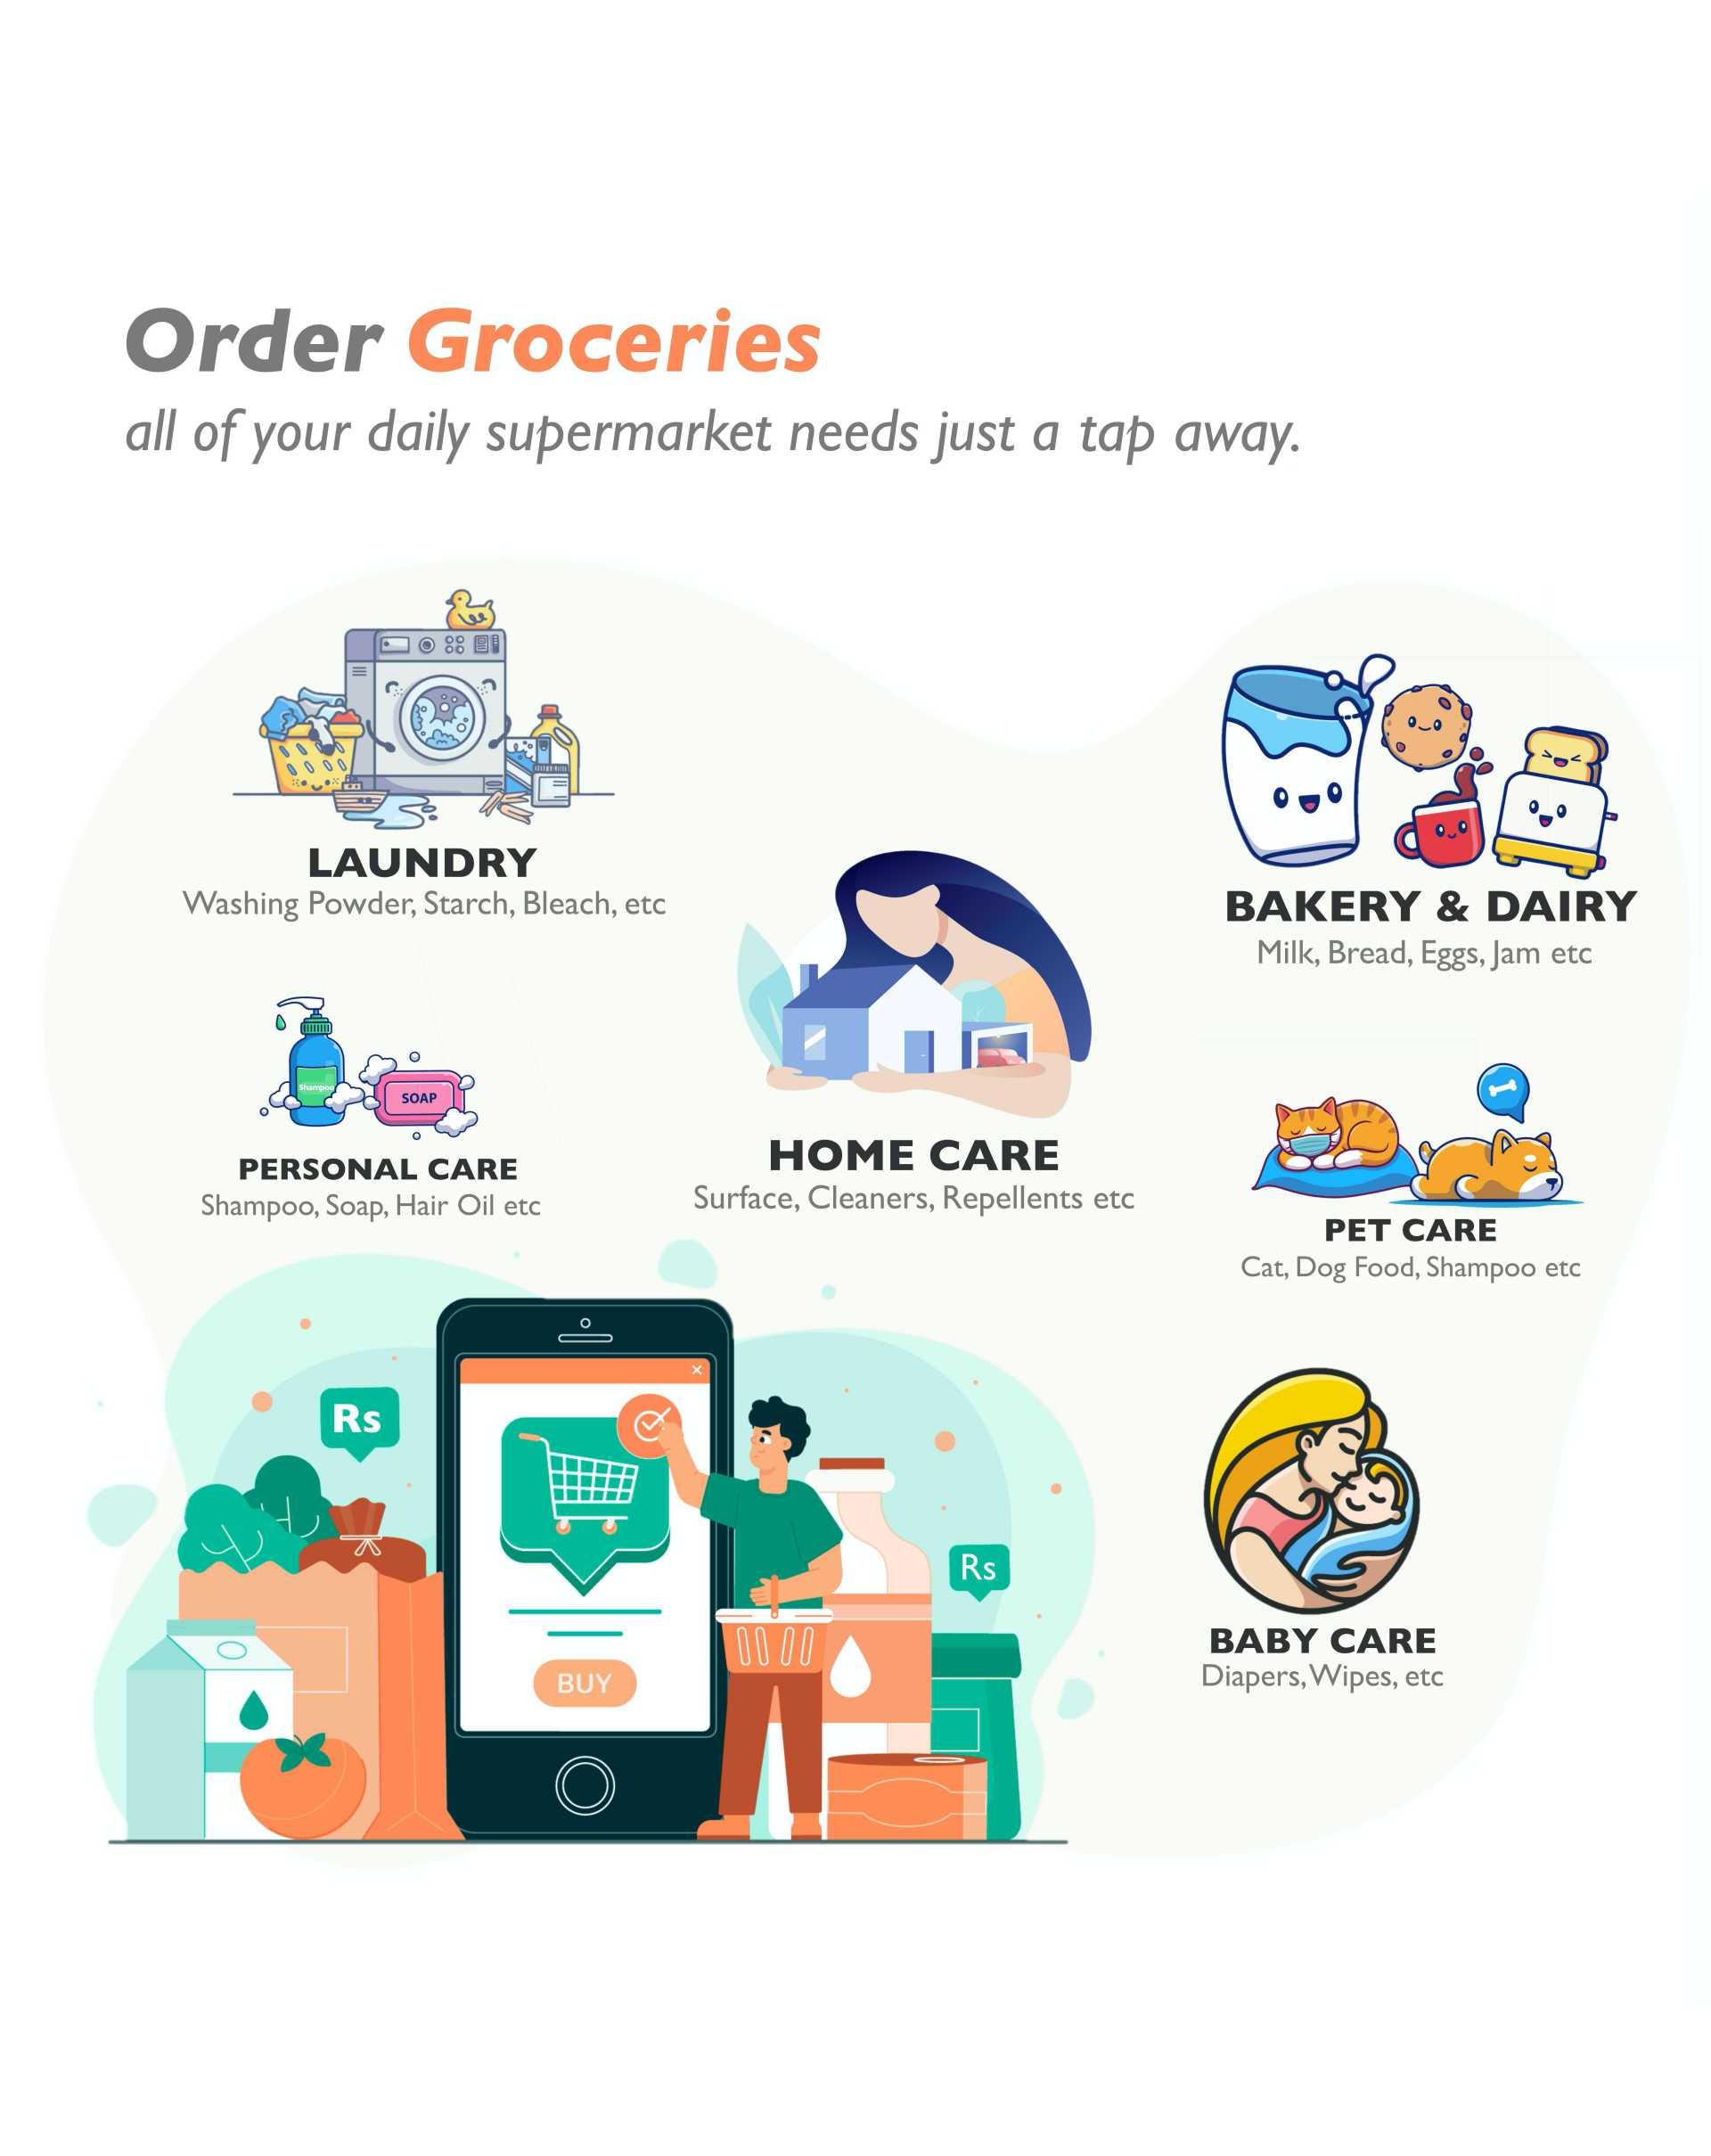 Order Groceries
all of your daily supermarket needs just a tap away.
LAUNDRY
Washing Powder, Starch, Bleach, etc
BAKERY & DAIRY
Milk, Bread, Eggs, Jam etc
Shampoo
SOAP
PERSONAL CARE
Shampoo, Soap, Hair Oil etc
HOME CARE
Surface, Cleaners, Repellents etc
PET CARE
Cat, Dog Food, Shampoo etc
Rs
Rs
BUY
BABY CARE
Diapers, Wipes, etc